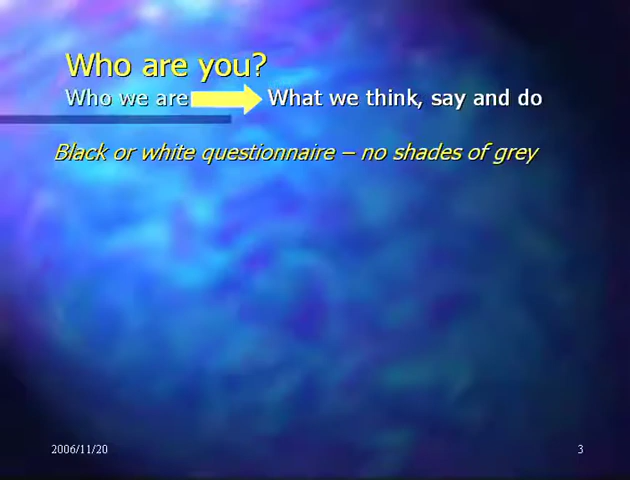 Who are you?
Who we are What we think, say and do
Black or white questionnaire – no shades of grey
2006/11/20 3